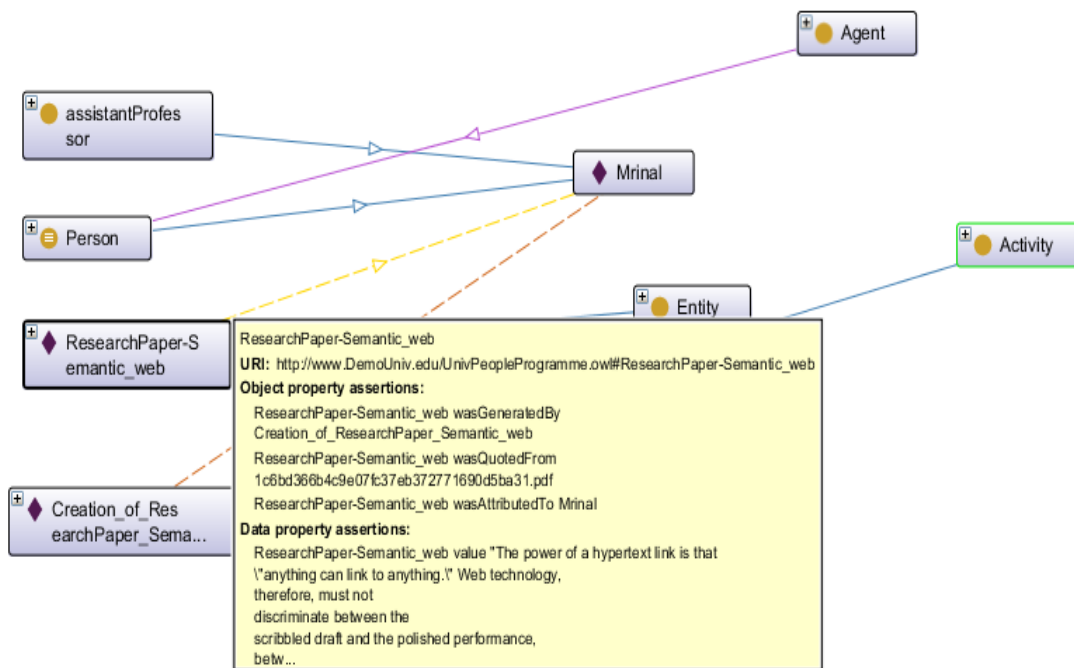 Agent
assistantProfes
sor
Mrinal
Person
Activity
Entity
ResearchPaper-S
emantic_web
ResearchPaper-Semantic_web
URI: http://www.DemoUniv.edu/UnivPeopleProgramme.owl#ResearchPaper-Semantic_web
Object property assertions:
ResearchPaper-Semantic_web wasGeneratedBy
Creation_of_ResearchPaper_Semantic_web
ResearchPaper-Semantic_web wasQuotedFrom
1c6bd366b4c9e07fc37eb372771690d5ba31.pdf
ResearchPaper-Semantic_web wasAttributedTo Mrinal
Data property assertions:
ResearchPaper-Semantic_web value "The power of a hypertext link is that
\"anything can link to anything.\" Web technology,
therefore, must not
discriminate between the
scribbled draft and the polished performance,
betw...
Creation_of_Res
earchPaper_Sema...